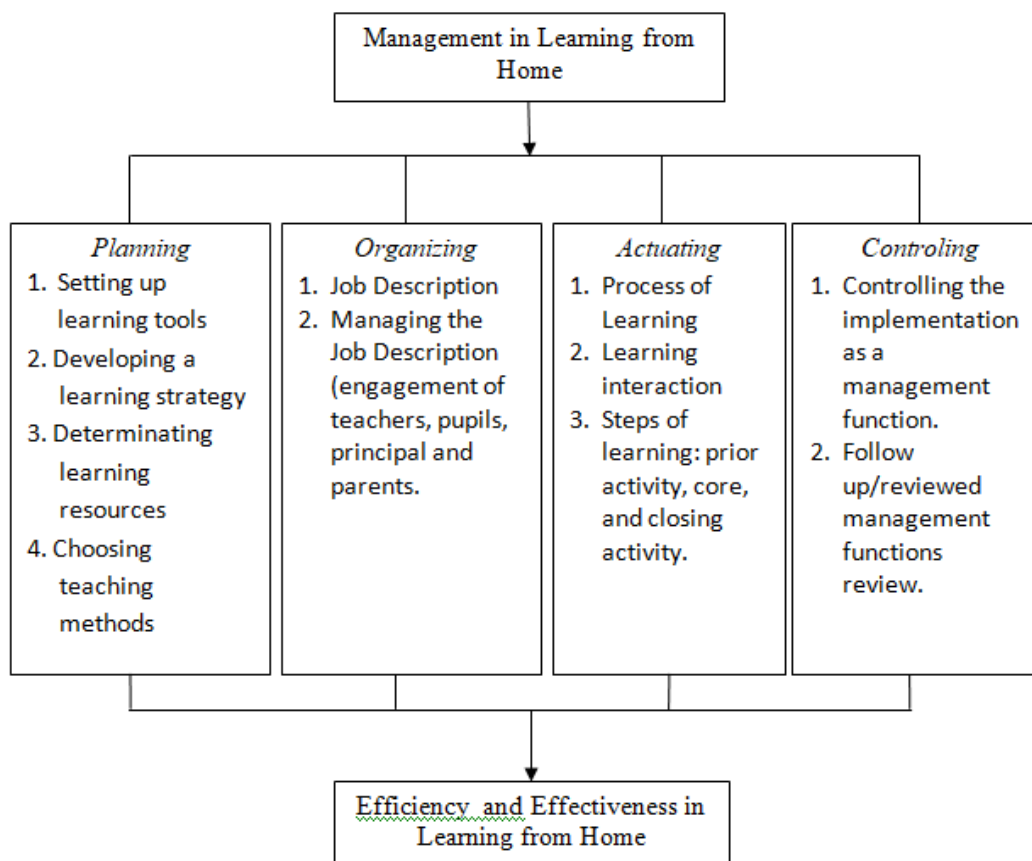 Management in Learning from
Home
Planning
1. Setting up
learning tools
2. Developing a
learning strategy
3. Determinating
learning
resources
4. Choosing
teaching
methods
Organizing
1. Job Description
2. Managing the
Job Description
(engagement of
teachers, pupils,
principal and
parents.
Actuating
1. Process of
Learning
2. Learning
interaction
3. Steps of
learning: prior
activity, core,
and closing
activity.
Controling
1. Controlling the
implementation
as a
management
function.
2. Follow
up/reviewed
management
functions
review.
Efficiency and Effectiveness in
Learning from Home